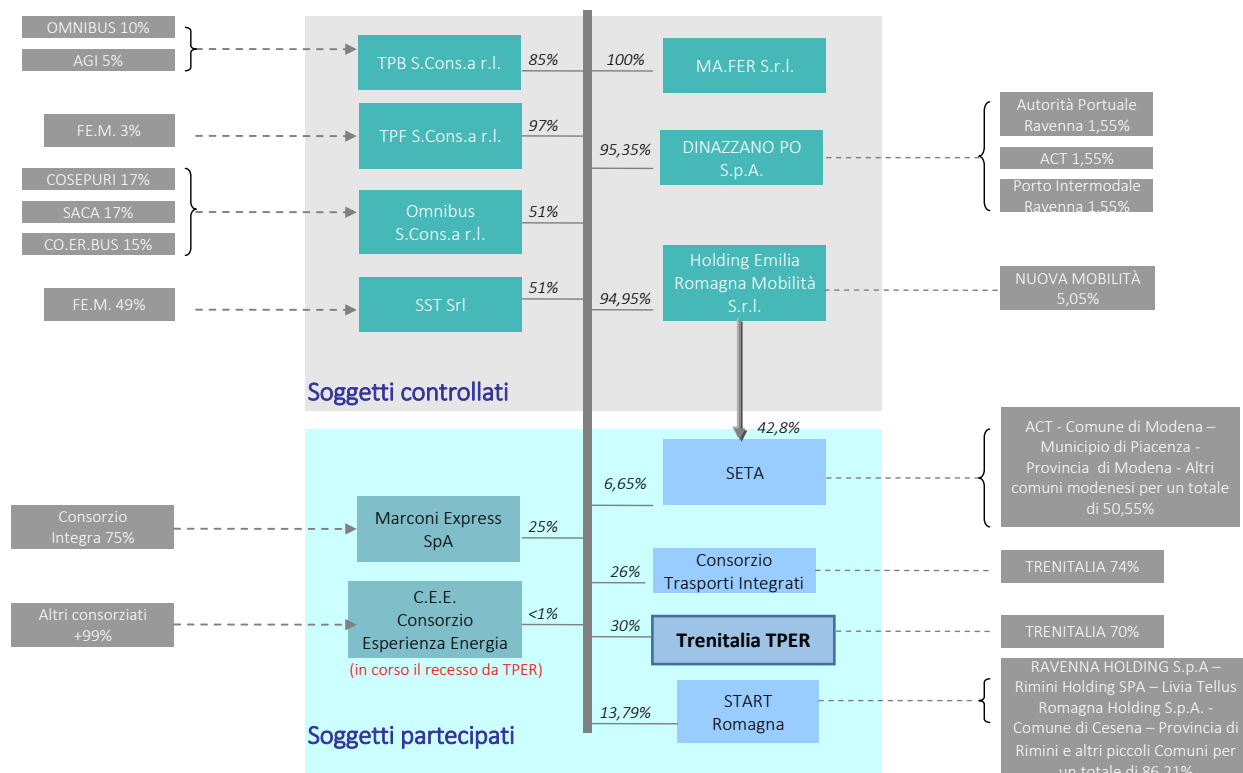 OMNIBUS 10%
AGI 5%
TPB S.Cons.a r.l.
85%
100%
MA.FER S.r.l.
FE.M. 3%
TPF S.Cons.a r.l.
97%
95,35%
DINAZZANO PO
S.p.A.
Autorità Portuale
Ravenna 1,55%
ACT 1,55%
Porto Intermodale
Ravenna 1,55%
COSEPURI 17%
SACA 17%
CO.ER.BUS 15%
Omnibus
S.Cons.a r.l.
51%
FE.M. 49%
SST Srl
51%
94,95%
Holding Emilia
Romagna Mobilità
S.r.l.
NUOVA MOBILITÀ
5,05%
Soggetti controllati
42,8%
SETA
6,65%
ACT - Comune di Modena –
Municipio di Piacenza -
Provincia di Modena - Altri
comuni modenesi per un totale
di 50,55%
Consorzio
Integra 75%
Marconi Express
SpA
25%
26%
Consorzio
Trasporti Integrati
TRENITALIA 74%
Altri consorziati
+99%
C.E.E.
Consorzio
Esperienza Energia
<1%
(in corso il recesso da TPER)
30%
Trenitalia TPER
TRENITALIA 70%
13,79%
START
Romagna
RAVENNA HOLDING S.p.A –
Rimini Holding SPA – Livia Tellus
Romagna Holding S.p.A. -
Comune di Cesena – Provincia di
Rimini e altri piccoli Comuni per
un totale di 86,21%
Soggetti partecipati